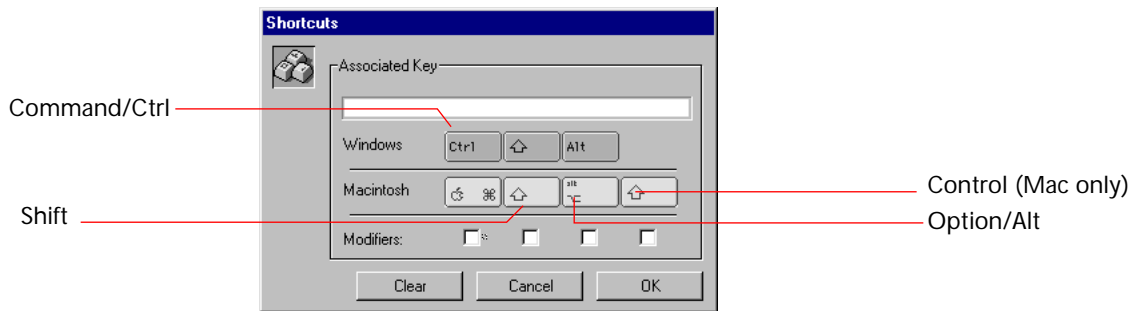 Shortcuts
Associated Key
Command/Ctrl
Windows Ctrl Alt
Macintosh alt Control (Mac only)
Shift Option/Alt
Modifiers:
Clear Cancel OK